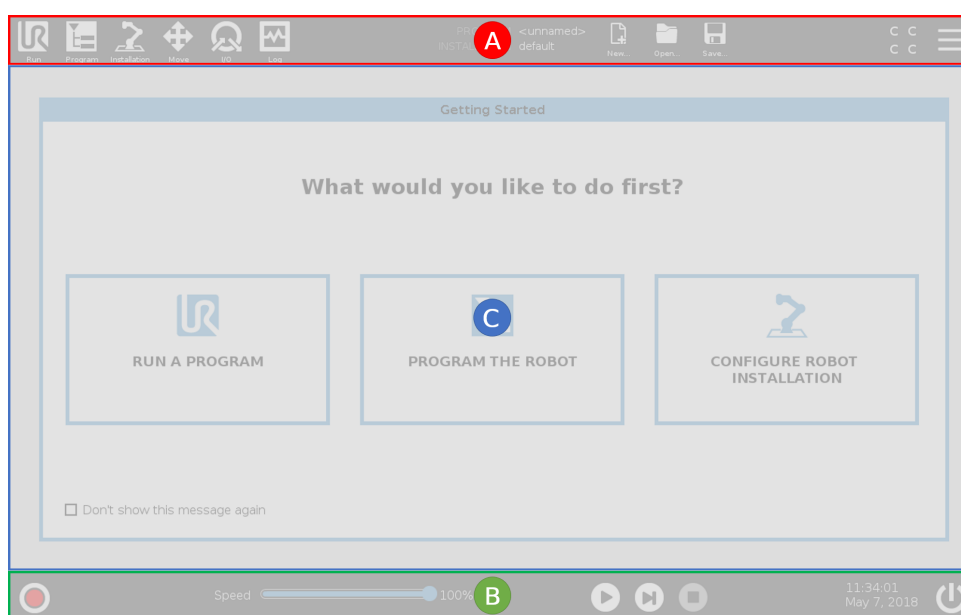 UR
A
<unnamed>
default
Run
Program
Installation
Move
I/O
Log
New...
Open...
Save...
C C
C C
Getting Started
What would you like to do first?
UR
C
RUN A PROGRAM
PROGRAM THE ROBOT
CONFIGURE ROBOT
INSTALLATION
Don't show this message again
Speed
100%
B
11:34:01
May 7, 2018